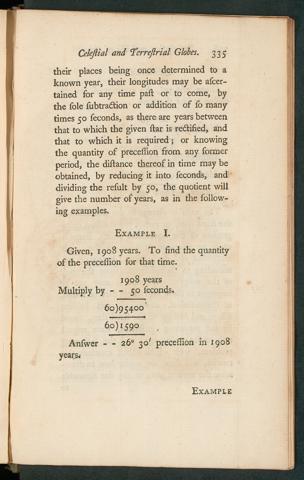 Celeſtial and Terreſtrial Globes. 335
their places being once determined to a
known year, their longitudes may be aſcer-
tained for any time paſt or to come, by
the ſole ſubtraction or addition of ſo many
times 50 ſeconds, as there are years between
that to which the given ſtar is rectified, and
that to which it is required; or knowing
the quantity of preceſſion from any former
period, the diſtance thereof in time may be
obtained, by reducing it into ſeconds, and
dividing the reſult by 50, the quotient will
give the number of years, as in the follow-
ing examples.
EXAMPLE I.
Given, 1908 years. To find the quantity
of the preceſſion for that time.
1908 years
Multiply by - - 50 ſeconds.
60)95400
60)1590
Anſwer - - 26° 30′ preceſſion in 1908
years.
EXAMPLE